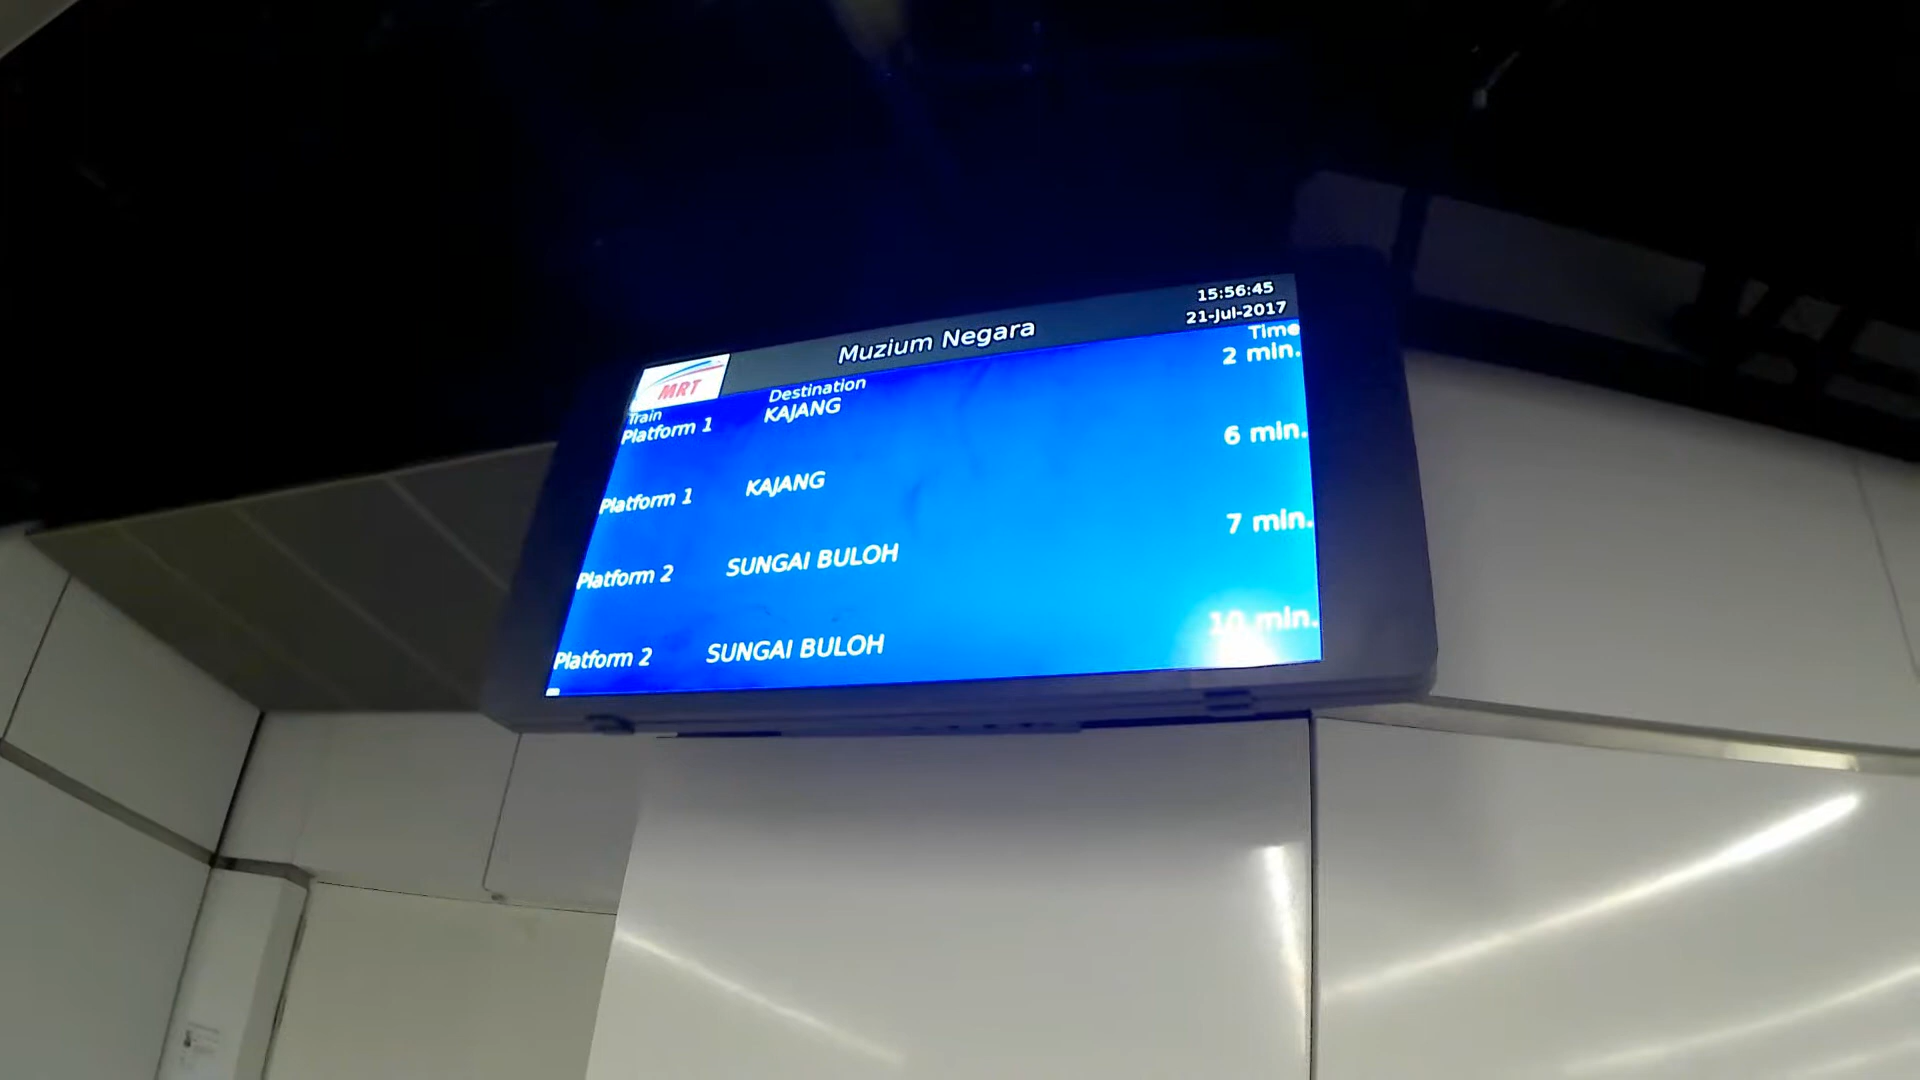 15:56:45
Muzium Negara
21-Jul-2017
MRT
Train Destination Time
Platform 1 KAJANG 2 min.
Platform 1 KAJANG 6 min.
Platform 2 SUNGAI BULOH 7 min.
Platform 2 SUNGAI BULOH 10 min.